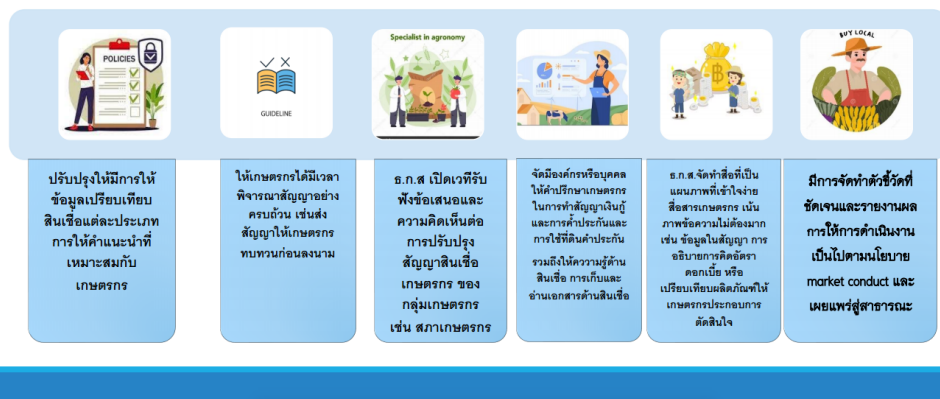 POLICIES
GUIDELINE
Specialist in agronomy
BUY LOCAL
ปรับปรุงให้มีการให้
ข้อมูลเปรียบเทียบ
สินเชื่อแต่ละประเภท
การให้คำแนะนำที่
เหมาะสมกับ
เกษตรกร
ให้เกษตรกรได้มีเวลา
พิจารณาสัญญาอย่าง
ครบถ้วน เช่นส่ง
สัญญาให้เกษตรกร
ทบทวนก่อนลงนาม
ธ.ก.ส เปิดเวทีรับ
ฟังข้อเสนอและ
ความคิดเห็นต่อ
การปรับปรุง
สัญญาสินเชื่อ
เกษตรกร ของ
กลุ่มเกษตรกร
เช่น สภาเกษตรกร
จัดมีองค์กรหรือบุคคล
ให้คำปรึกษาเกษตรกร
ในการทำสัญญาเงินกู้
และการค้ำประกันและ
การใช้ที่ดินค้ำประกัน
รวมถึงให้ความรู้ด้าน
สินเชื่อ การเก็บและ
อ่านเอกสารด้านสินเชื่อ
ธ.ก.ส.จัดทำสื่อที่เป็น
แผนภาพที่เข้าใจง่าย
สื่อสารเกษตรกร เน้น
ภาพข้อความไม่ต้องมาก
เช่น ข้อมูลในสัญญา การ
อธิบายการคิดอัตรา
ดอกเบี้ย หรือ
เปรียบเทียบผลิตภัณฑ์ให้
เกษตรกรประกอบการ
ตัดสินใจ
มีการจัดทำตัวชี้วัดที่
ชัดเจนและรายงานผล
การให้การดำเนินงาน
เป็นไปตามนโยบาย
market conduct และ
เผยแพร่สู่สาธารณะ